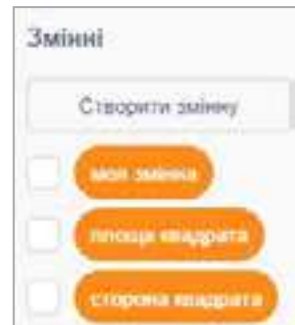 Змінні
Створити змінну
моя змінна
площа квадрата
сторона квадрата